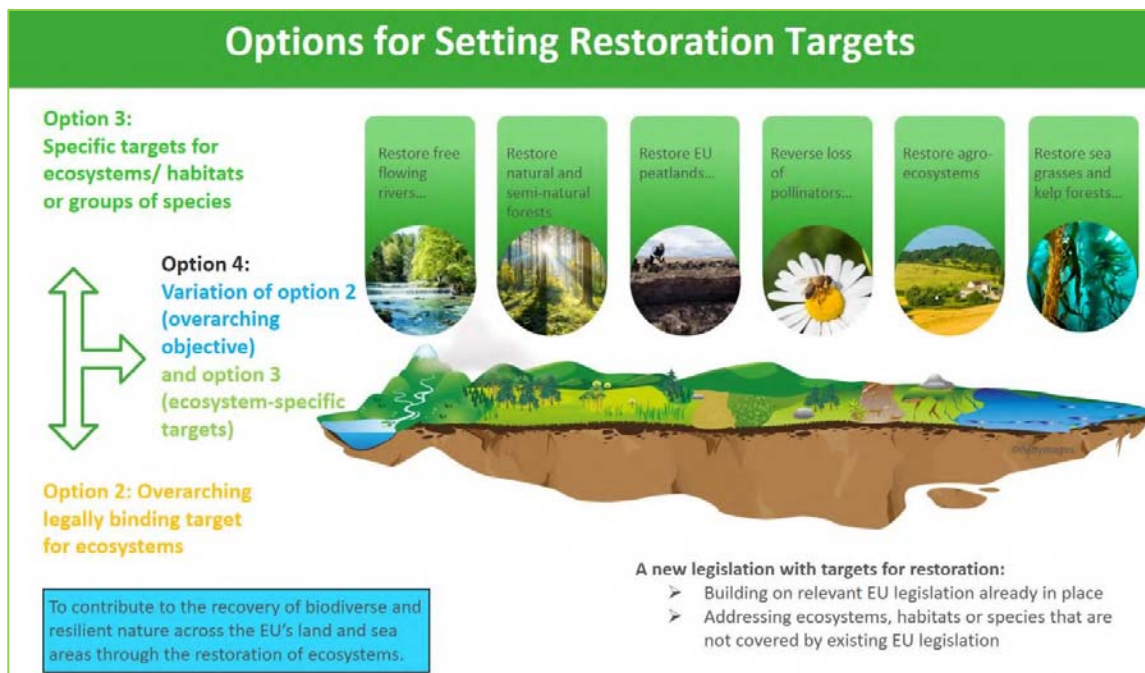 Options for Setting Restoration Targets
Option 3:
Specific targets for
ecosystems/ habitats
or groups of species
Restore free
flowing
rivers...
Restore
natural and
semi-natural
forests
Restore EU
peatlands...
Reverse loss
of
pollinators...
Restore agro-
ecosystems
Restore sea
grasses and
kelp forests...
Option 4:
Variation of option 2
(overarching
objective)
and option 3
(ecosystem-specific
targets)
Option 2: Overarching
legally binding target
for ecosystems
To contribute to the recovery of biodiverse and
resilient nature across the EU's land and sea
areas through the restoration of ecosystems.
A new legislation with targets for restoration:
➢ Building on relevant EU legislation already in place
➢ Addressing ecosystems, habitats or species that are
not covered by existing EU legislation